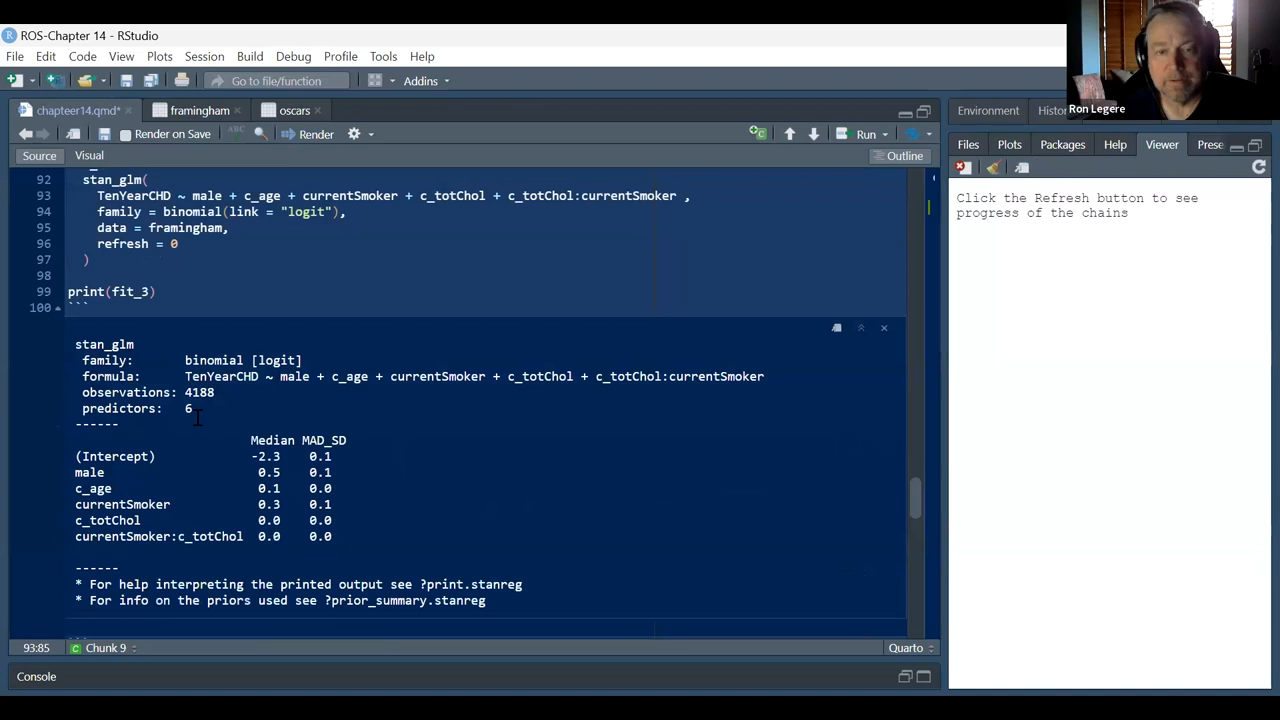 ROS-Chapter 14 - RStudio
File Edit Code View Plots Session Build Debug Profile Tools Help
Go to file/function Addins
Ron Legere
chapteer14.qmd* framingham oscars
Environment
Render on Save ABC Render Run
Files Plots Packages Help Viewer Prese
Source Visual Outline
92 stan_glm(
93 TenYearCHD ~ male + c_age + currentSmoker + c_totChol + c_totChol:currentSmoker ,
94 family = binomial(link = "logit"),
95 data = framingham,
96 refresh = 0
97 )
98
99 print(fit_3)
100 ```
Click the Refresh button to see
progress of the chains
stan_glm
family: binomial [logit]
formula: TenYearCHD ~ male + c_age + currentSmoker + c_totChol + c_totChol:currentSmoker
observations: 4188
predictors: 6
------
Median MAD_SD
(Intercept) -2.3 0.1
male 0.5 0.1
c_age 0.1 0.0
currentSmoker 0.3 0.1
c_totChol 0.0 0.0
currentSmoker:c_totChol 0.0 0.0
------
* For help interpreting the printed output see ?print.stanreg
* For info on the priors used see ?prior_summary.stanreg
93:85 Chunk 9 Quarto
Console